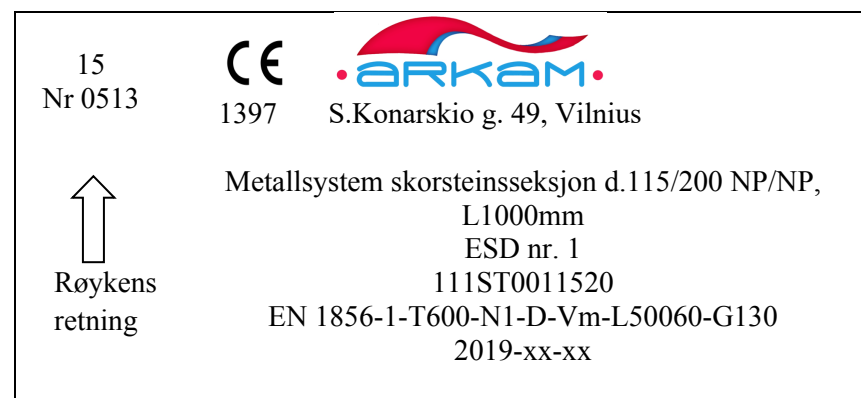 15
Nr 0513
CE
1397
•ARKAM•
S.Konarskio g. 49, Vilnius
Røykens
retning
Metallsystem skorsteinsseksjon d.115/200 NP/NP,
L1000mm
ESD nr. 1
111ST0011520
EN 1856-1-T600-N1-D-Vm-L50060-G130
2019-xx-xx